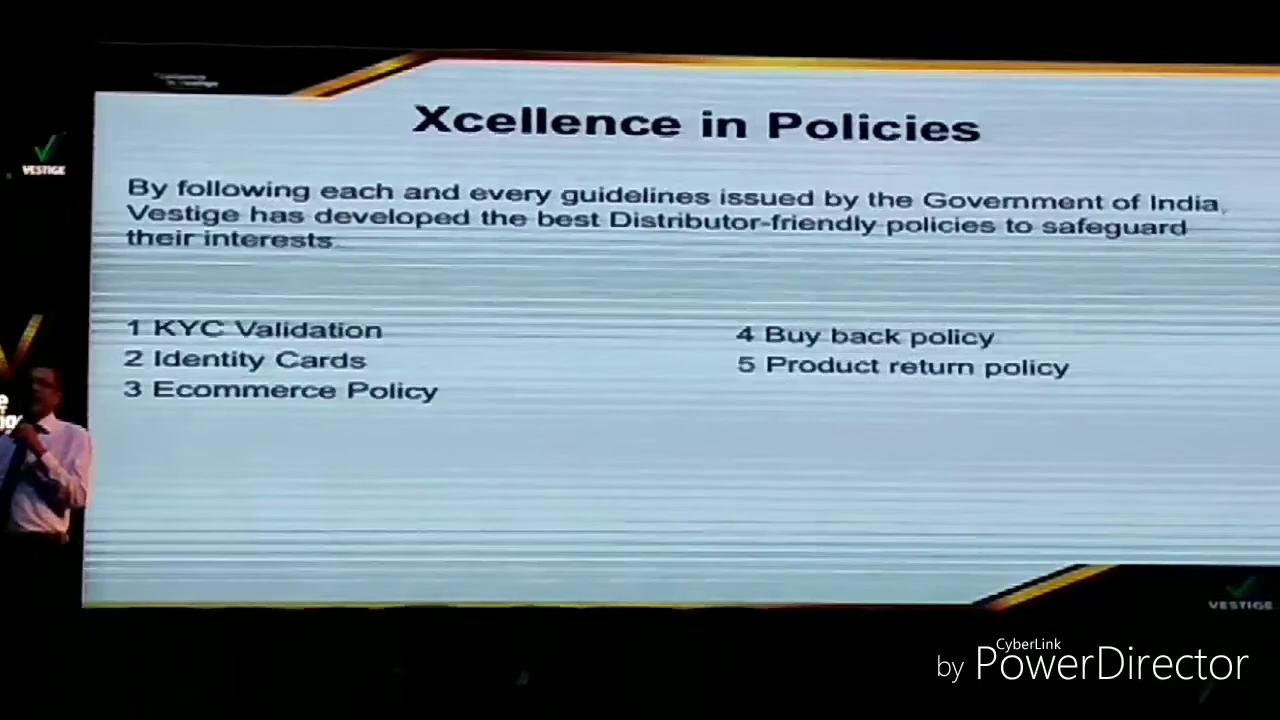 Xcellence in Policies
VESTIGE
By following each and every guidelines issued by the Government of India,
Vestige has developed the best Distributor-friendly policies to safeguard
their interests.
1 KYC Validation
2 Identity Cards
3 Ecommerce Policy
4 Buy back policy
5 Product return policy
VESTIGE
CyberLink
by PowerDirector